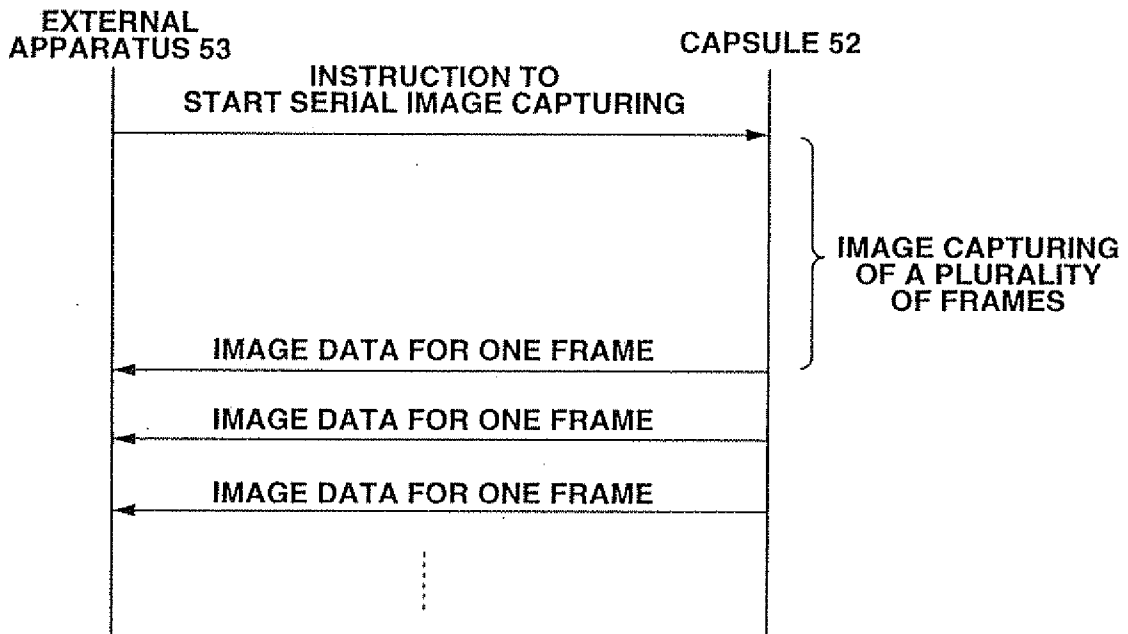 EXTERNAL
APPARATUS 53
CAPSULE 52
INSTRUCTION TO
START SERIAL IMAGE CAPTURING
IMAGE CAPTURING
OF A PLURALITY
OF FRAMES
IMAGE DATA FOR ONE FRAME
IMAGE DATA FOR ONE FRAME
IMAGE DATA FOR ONE FRAME